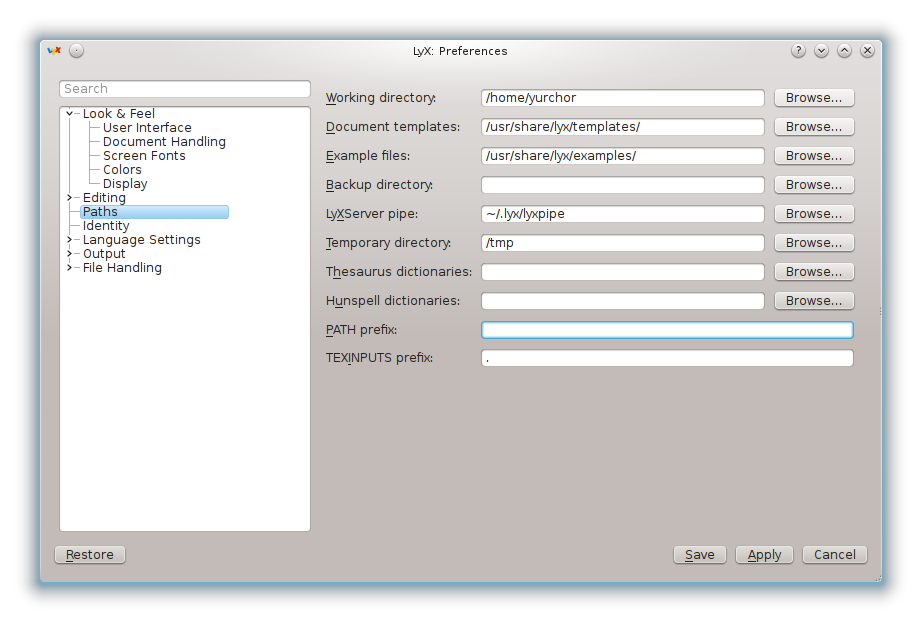 LyX: Preferences
Search
Look & Feel
User Interface
Document Handling
Screen Fonts
Colors
Display
Editing
Paths
Identity
Language Settings
Output
File Handling
Working directory: /home/yurchor Browse...
Document templates: /usr/share/lyx/templates/ Browse...
Example files: /usr/share/lyx/examples/ Browse...
Backup directory: Browse...
LyXServer pipe: ~/.lyx/lyxpipe Browse...
Temporary directory: /tmp Browse...
Thesaurus dictionaries: Browse...
Hunspell dictionaries: Browse...
PATH prefix:
TEXINPUTS prefix: .
Restore Save Apply Cancel